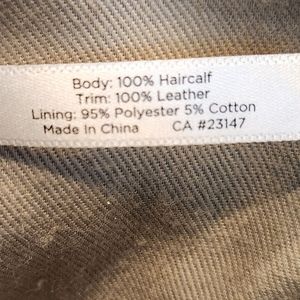 Body: 100% Haircalf
Trim: 100% Leather
Lining: 95% Polyester 5% Cotton
Made In China CA #23147